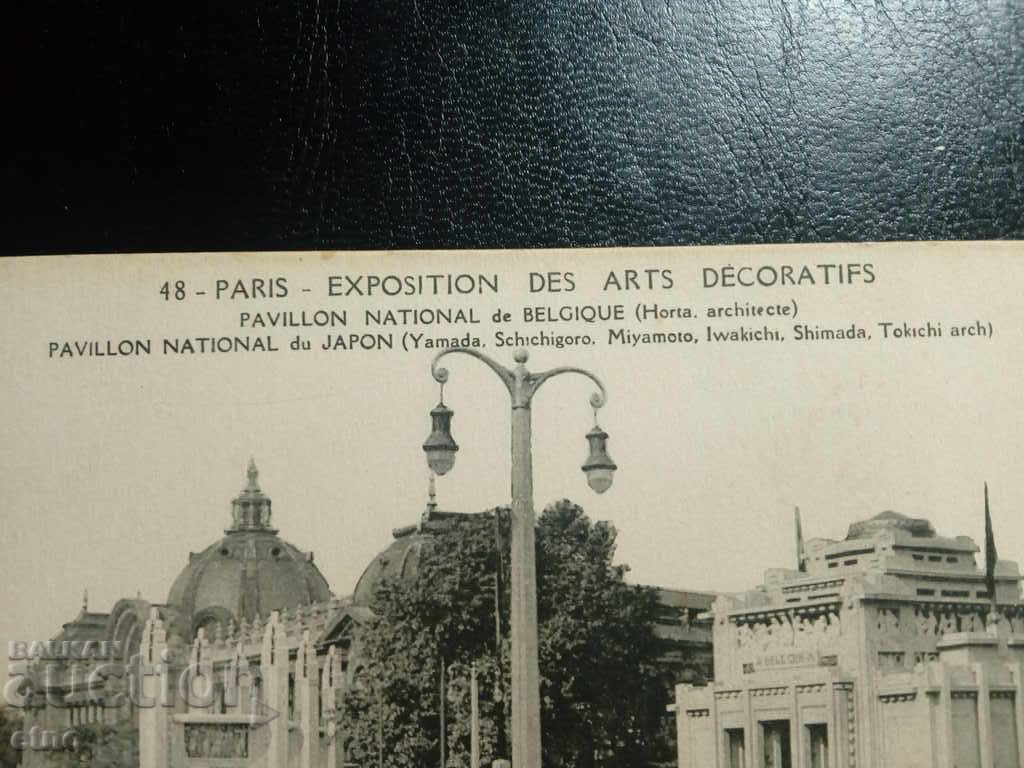 48 - PARIS - EXPOSITION DES ARTS DÉCORATIFS
PAVILLON NATIONAL de BELGIQUE (Horta. architecte)
PAVILLON NATIONAL du JAPON (Yamada. Schichigoro. Miyamoto, Iwakichi, Shimada, Tokichi arch)
BELGIQUE
BALKAN
auction
etno